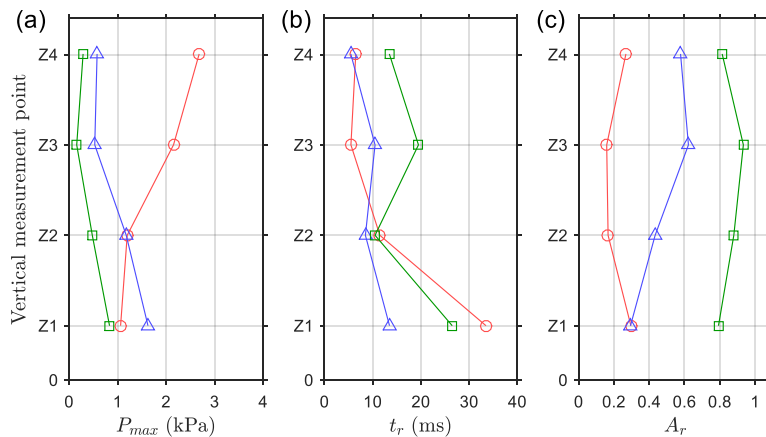 (a) (b) (c)
Vertical measurement point
Z4 Z4 Z4
Z3 Z3 Z3
Z2 Z2 Z2
Z1 Z1 Z1
0 0 0
0 1 2 3 4 0 10 20 30 40 0 0.2 0.4 0.6 0.8 1
P_max (kPa) t_r (ms) A_r